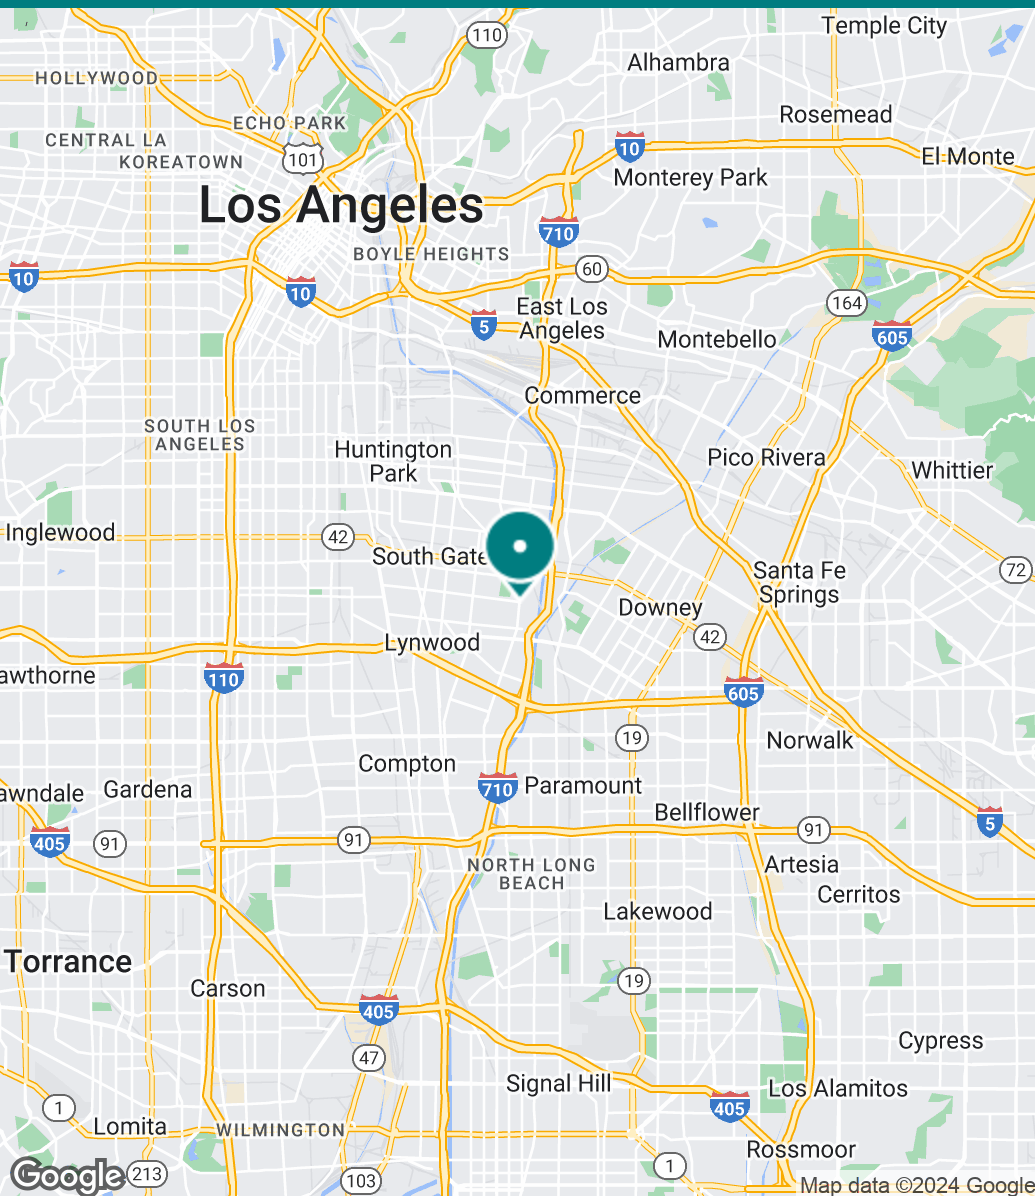 110
Temple City
Alhambra
HOLLYWOOD
Rosemead
ECHO PARK
CENTRAL LA
10
El Monte
KOREATOWN
101
Monterey Park
Los Angeles
710
BOYLE HEIGHTS
60
10
10
164
East Los
Angeles
5
Montebello
605
Commerce
SOUTH LOS
ANGELES
Huntington
Park
Pico Rivera
Whittier
Inglewood
42
South Gate
72
Santa Fe
Springs
Downey
42
Lynwood
awthorne
110
605
19
Norwalk
Compton
710
Paramount
awndale
Gardena
Bellflower
5
405
91
91
91
NORTH LONG
BEACH
Artesia
Cerritos
Lakewood
Torrance
Carson
19
405
Cypress
47
Signal Hill
Los Alamitos
1
405
Lomita
WILMINGTON
Rossmoor
1
Google
213
103
Map data ©2024 Google